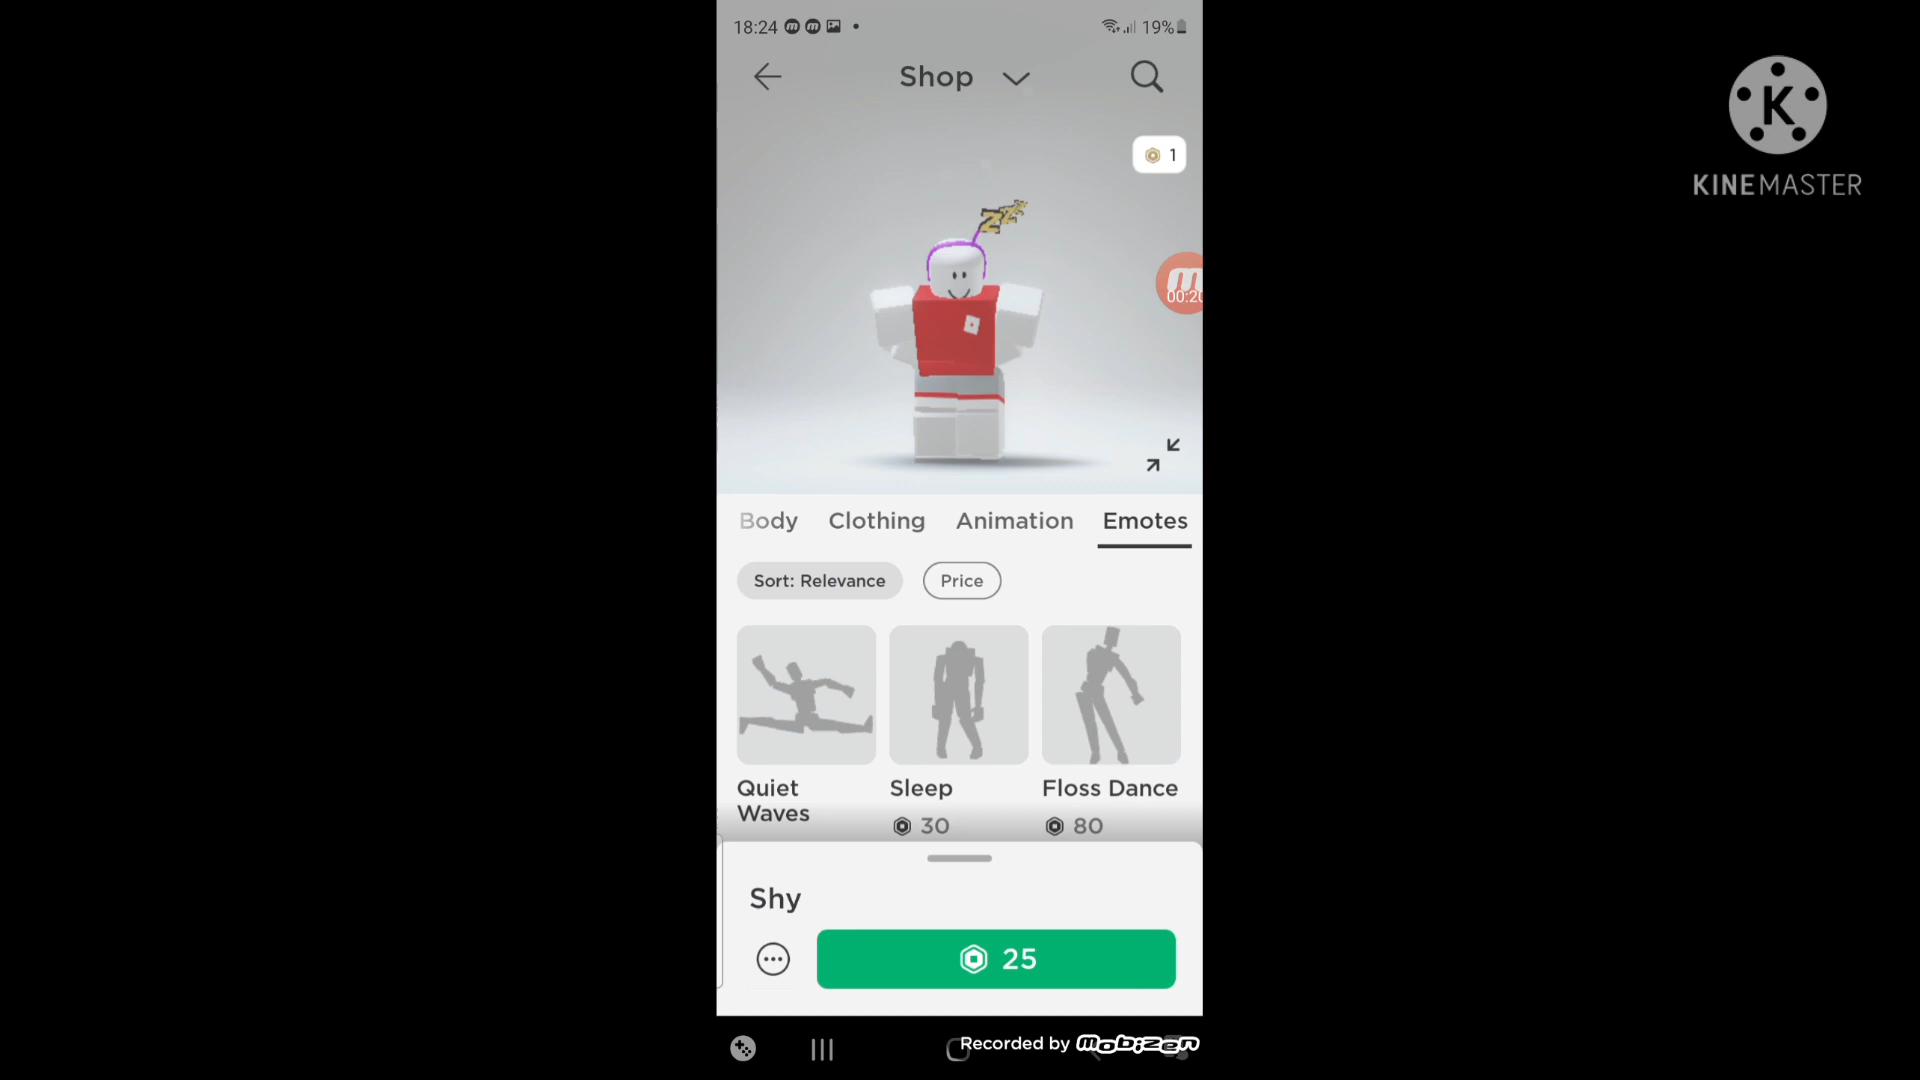 18:24
19%
Shop
K
KINEMASTER
1
zzz
00:20
Body Clothing Animation Emotes
Sort: Relevance Price
Quiet Waves
Sleep
30
Floss Dance
80
Shy
25
Recorded by mobizen